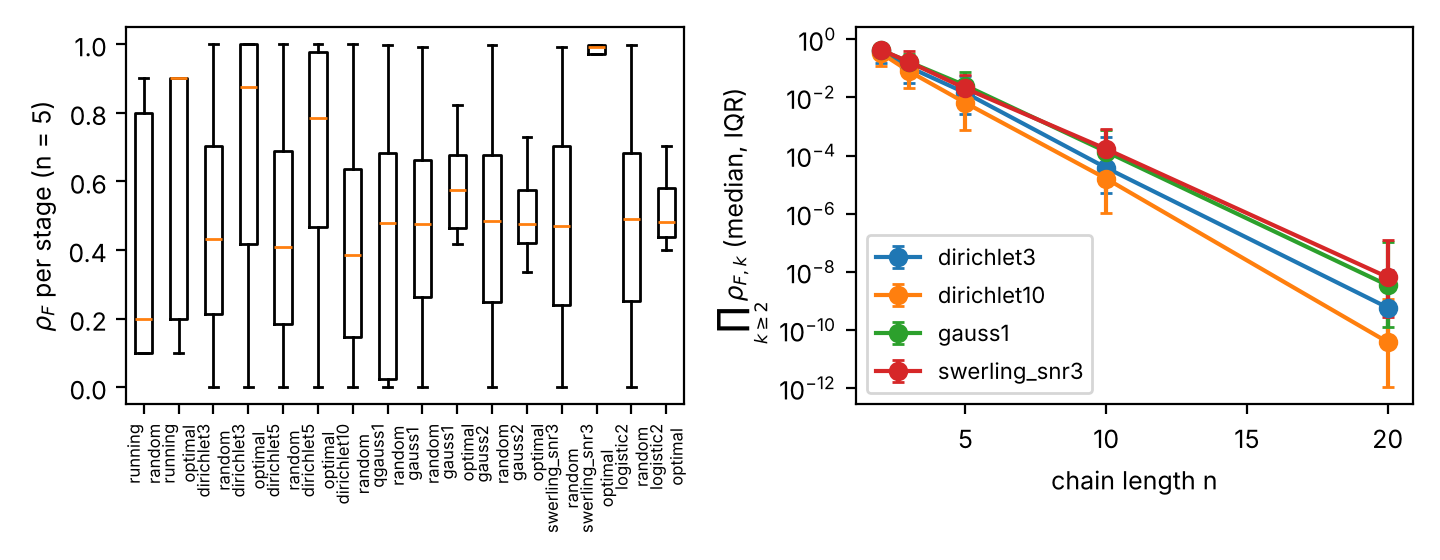 ρ_F per stage (n = 5)
1.0
0.8
0.6
0.4
0.2
0.0
running
random
running
optimal
dirichlet3
random
dirichlet3
optimal
dirichlet5
random
dirichlet5
optimal
dirichlet10
random
qgauss1
random
gauss1
random
gauss1
optimal
gauss2
random
gauss2
optimal
swerling_snr3
random
swerling_snr3
optimal
logistic2
random
logistic2
optimal
∏_{k≥2} ρ_{F,k} (median, IQR)
10^0
10^−2
10^−4
10^−6
10^−8
10^−10
10^−12
dirichlet3
dirichlet10
gauss1
swerling_snr3
5
10
15
20
chain length n